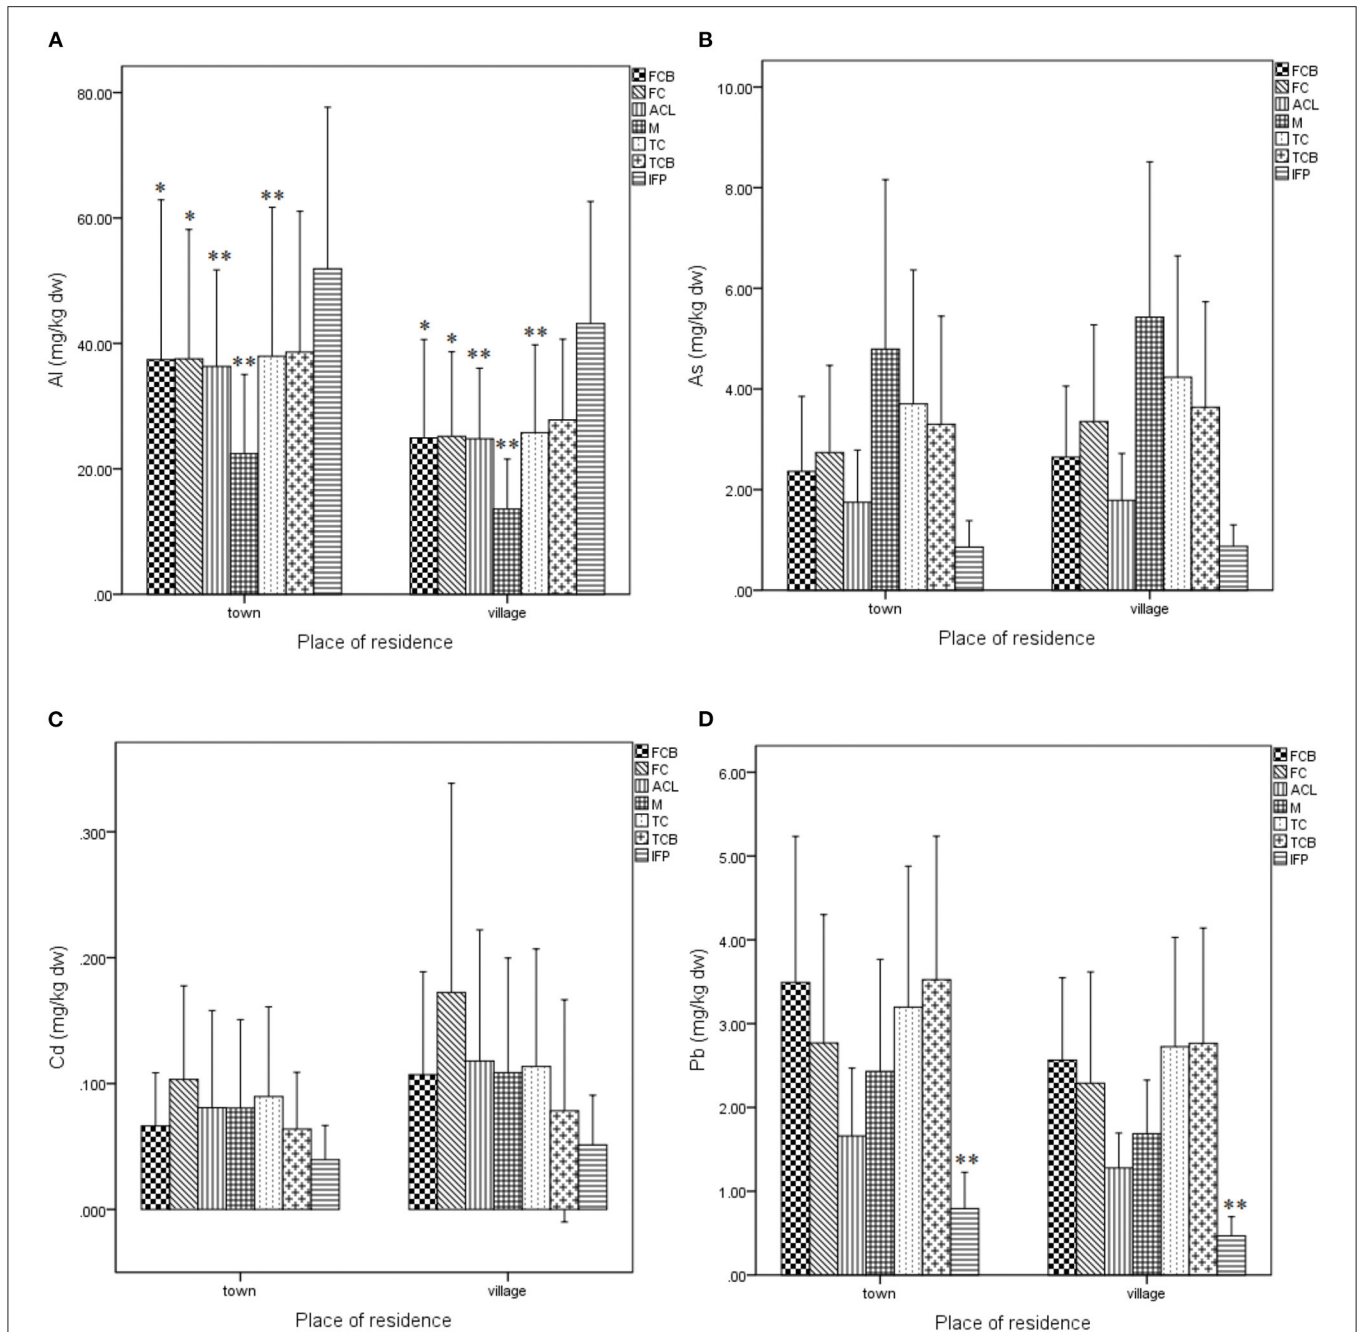 A
80.00
60.00
40.00
20.00
.00
Al (mg/kg dw)
* * ** ** **
* * ** ** **
town village
Place of residence
FCB
FC
ACL
M
TC
TCB
IFP
B
10.00
8.00
6.00
4.00
2.00
.00
As (mg/kg dw)
town village
Place of residence
FCB
FC
ACL
M
TC
TCB
IFP
C
.300
.200
.100
.000
Cd (mg/kg dw)
town village
Place of residence
FCB
FC
ACL
M
TC
TCB
IFP
D
6.00
5.00
4.00
3.00
2.00
1.00
.00
Pb (mg/kg dw)
** **
town village
Place of residence
FCB
FC
ACL
M
TC
TCB
IFP